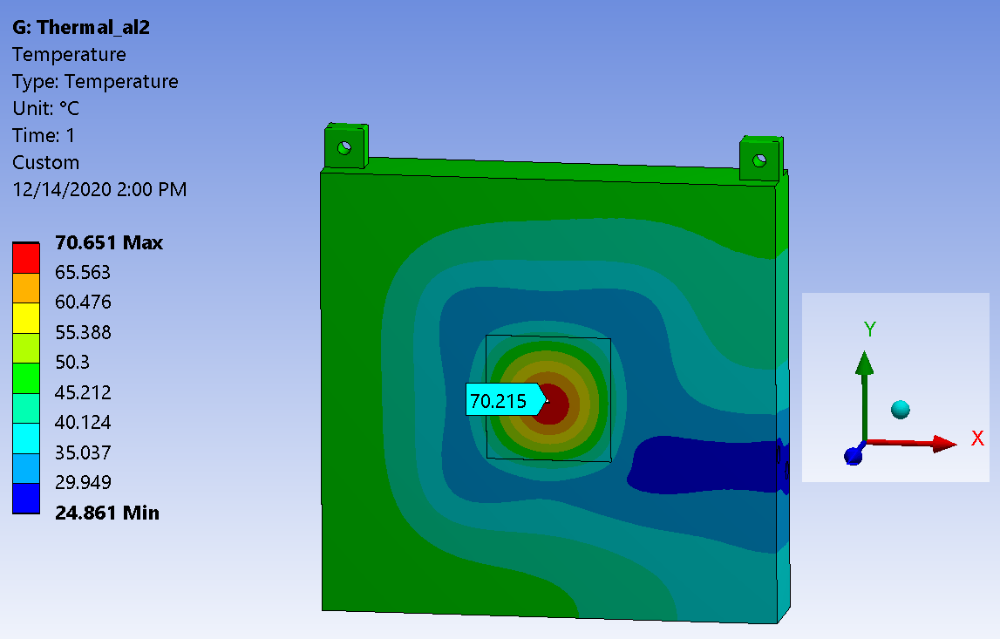 G: Thermal_al2
Temperature
Type: Temperature
Unit: °C
Time: 1
Custom
12/14/2020 2:00 PM
70.651 Max
65.563
60.476
55.388
50.3
45.212
40.124
35.037
29.949
24.861 Min
70.215
Y
X